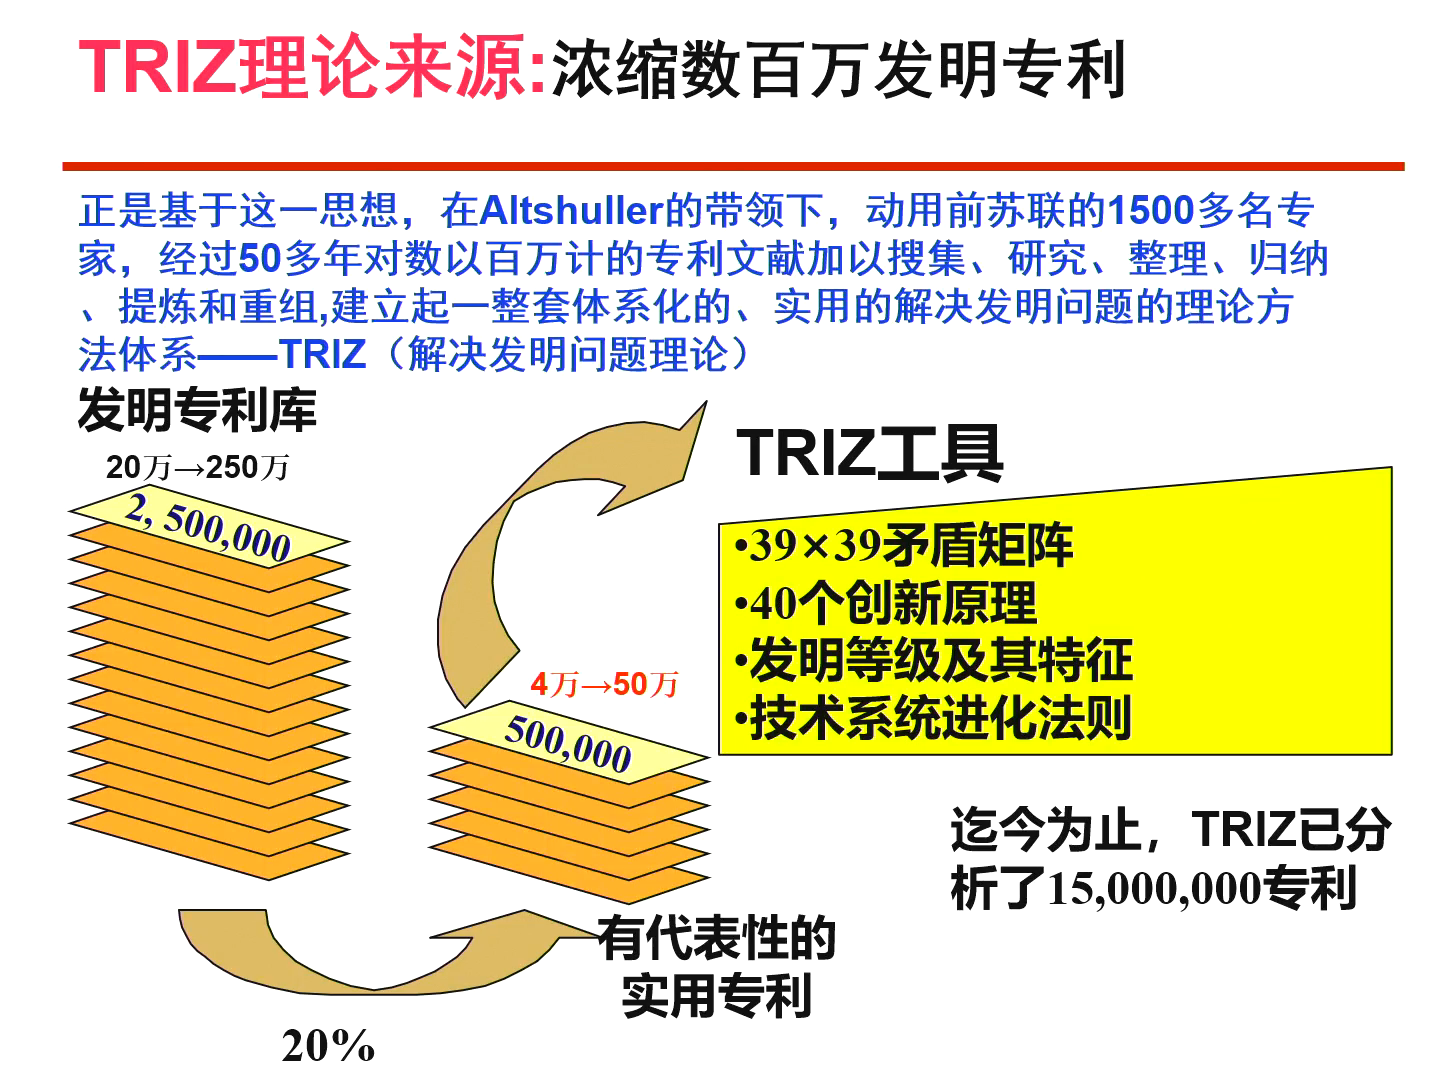 TRIZ理论来源:浓缩数百万发明专利
正是基于这一思想，在Altshuller的带领下，动用前苏联的1500多名专
家，经过50多年对数以百万计的专利文献加以搜集、研究、整理、归纳
、提炼和重组,建立起一整套体系化的、实用的解决发明问题的理论方
法体系——TRIZ（解决发明问题理论）
发明专利库
20万→250万
2, 500,000
TRIZ工具
•39×39矛盾矩阵
•40个创新原理
•发明等级及其特征
•技术系统进化法则
4万→50万
500,000
迄今为止，TRIZ已分
析了15,000,000专利
有代表性的
实用专利
20%